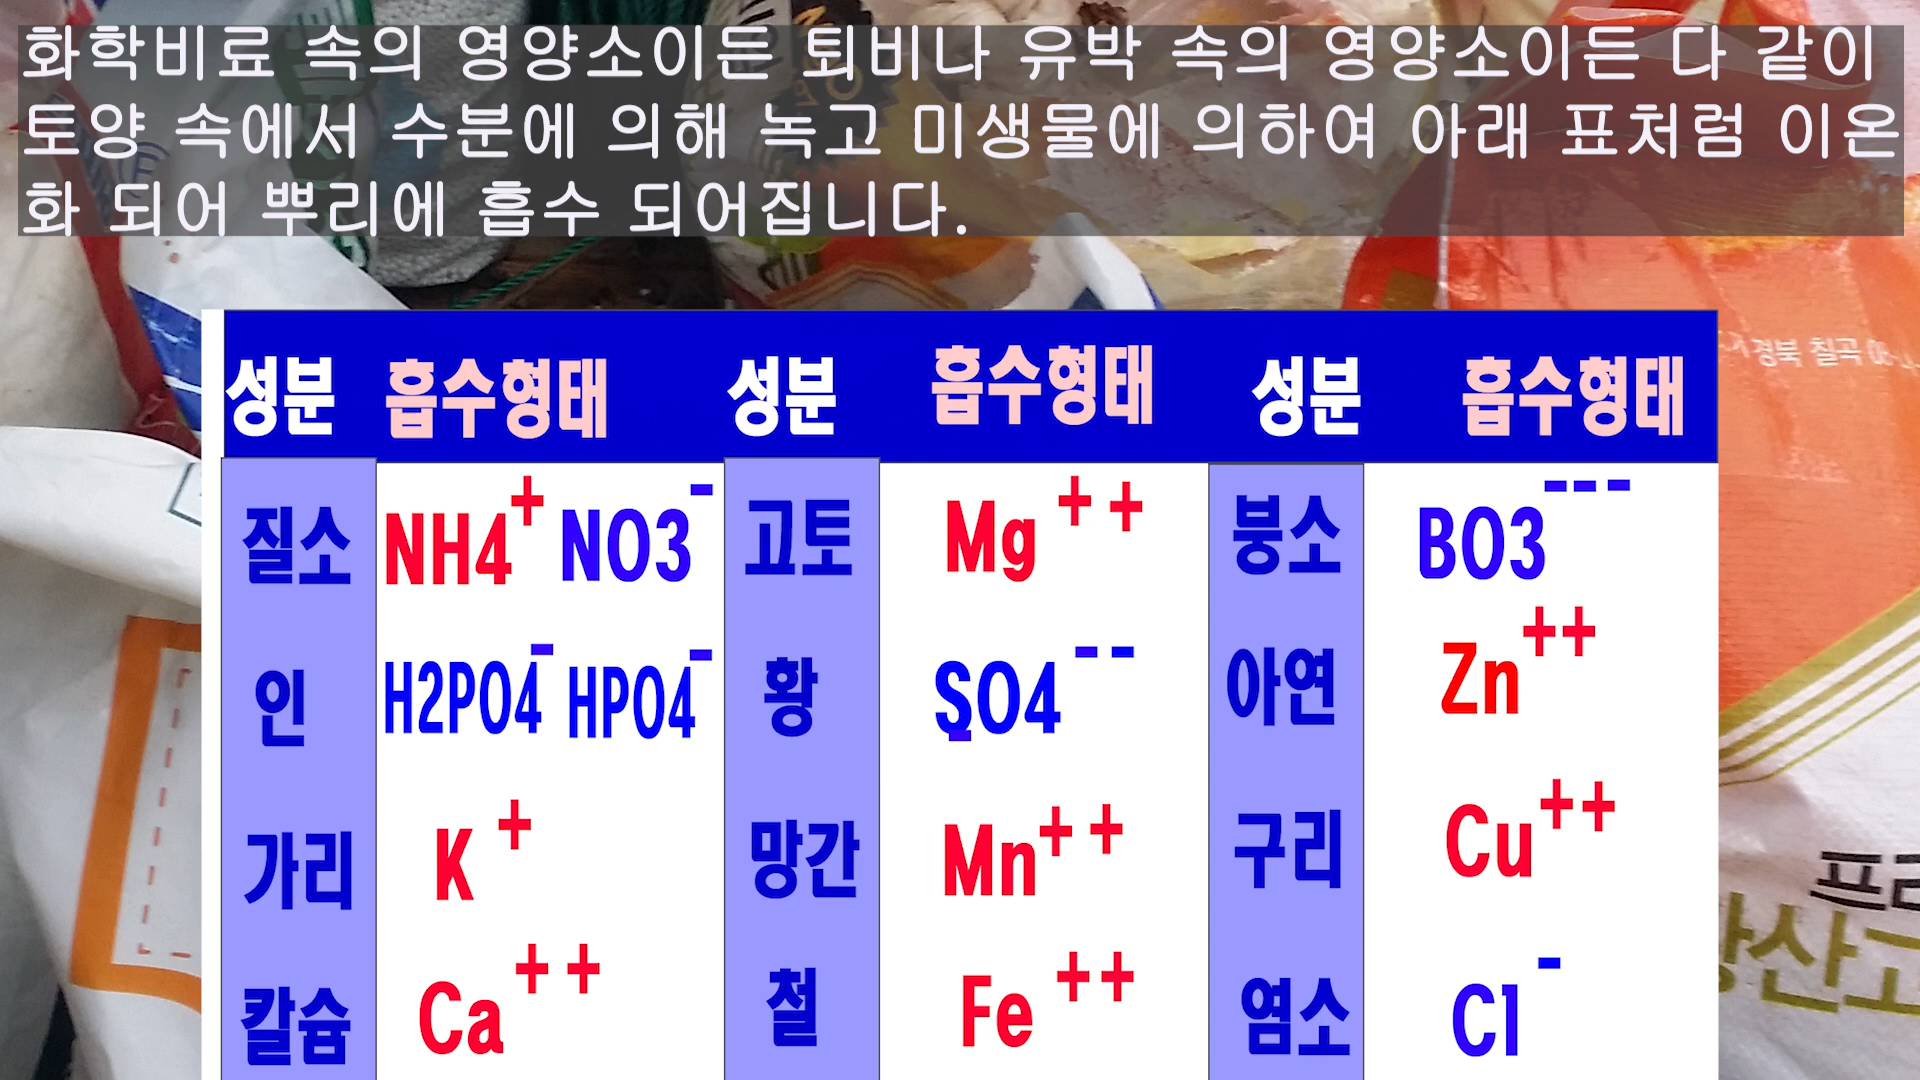 화학비료 속의 영양소이든 퇴비나 유박 속의 영양소이든 다 같이
토양 속에서 수분에 의해 녹고 미생물에 의하여 아래 표처럼 이온
화 되어 뿌리에 흡수 되어집니다.
성분 흡수형태 성분 흡수형태 성분 흡수형태
질소 NH4+ NO3- 고토 Mg++ 붕소 BO3---
인 H2PO4- HPO4- 황 SO4-- 아연 Zn++
가리 K+ 망간 Mn++ 구리 Cu++
칼슘 Ca++ 철 Fe++ 염소 Cl-
경북 칠곡